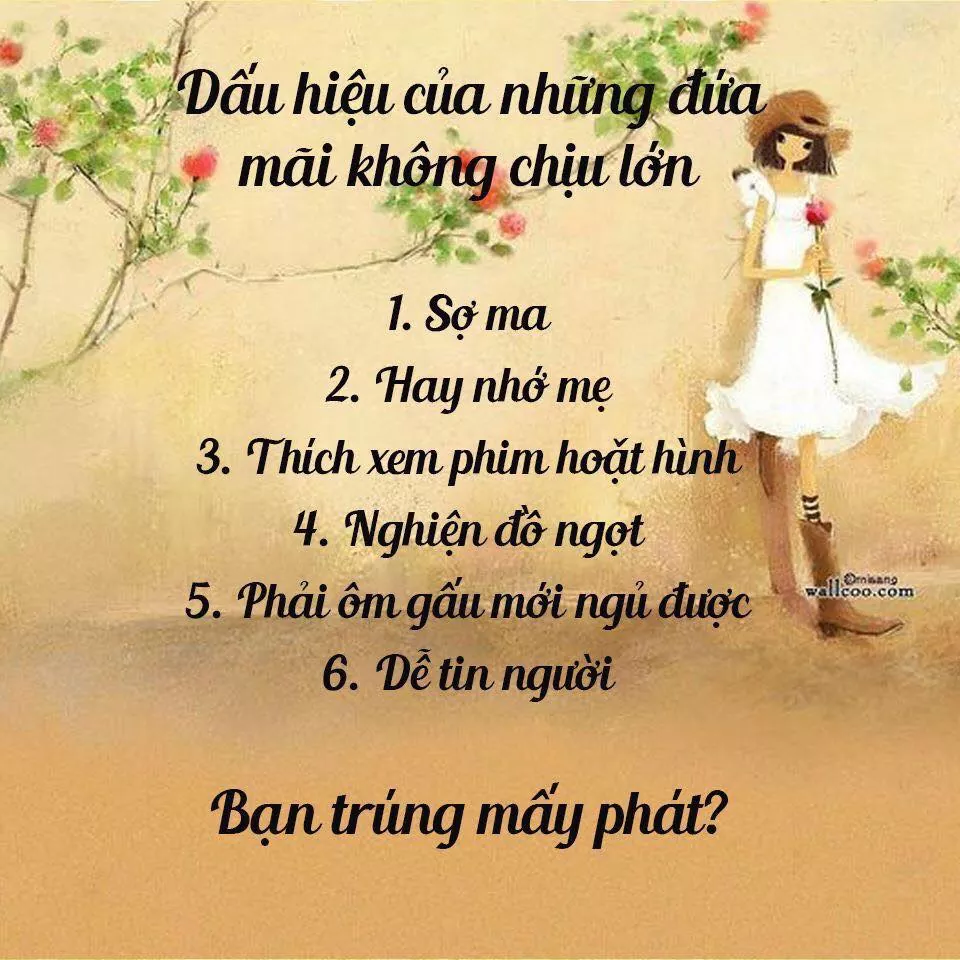 Dấu hiệu của những đứa
mãi không chịu lớn
1. Sợ ma
2. Hay nhớ mẹ
3. Thích xem phim hoạt hình
4. Nghiện đồ ngọt
5. Phải ôm gấu mới ngủ được
6. Dễ tin người
©misang
wallcoo.com
Bạn trúng mấy phát?